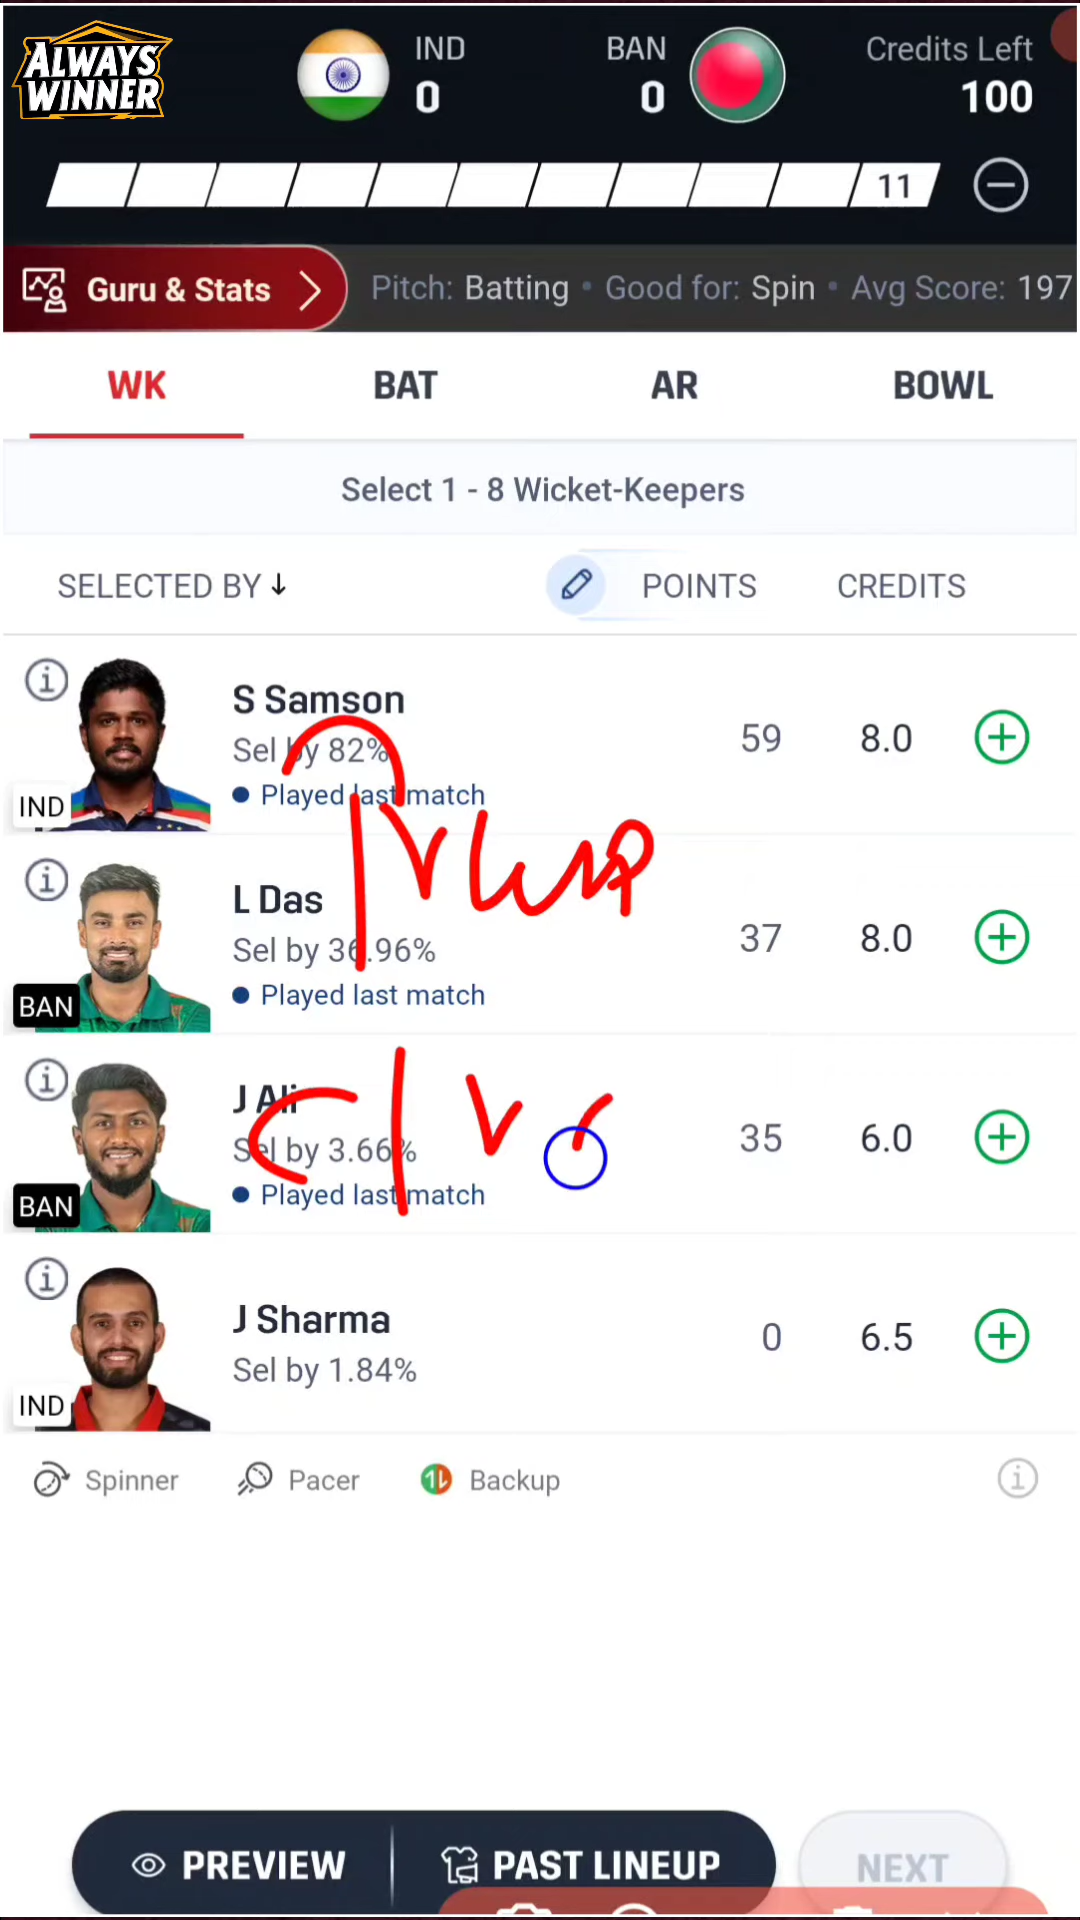 ALWAYS
WINNER
IND
0
BAN
0
Credits Left
100
11
Guru & Stats
Pitch: Batting • Good for: Spin • Avg Score: 197
WK
BAT
AR
BOWL
Select 1 - 8 Wicket-Keepers
SELECTED BY ↓
POINTS
CREDITS
S Samson
Sel by 82%
Played last match
IND
59
8.0
L Das
Sel by 36.96%
Played last match
BAN
37
8.0
J Ali
Sel by 3.66%
Played last match
BAN
35
6.0
J Sharma
Sel by 1.84%
IND
0
6.5
Spinner
Pacer
Backup
PREVIEW
PAST LINEUP
NEXT